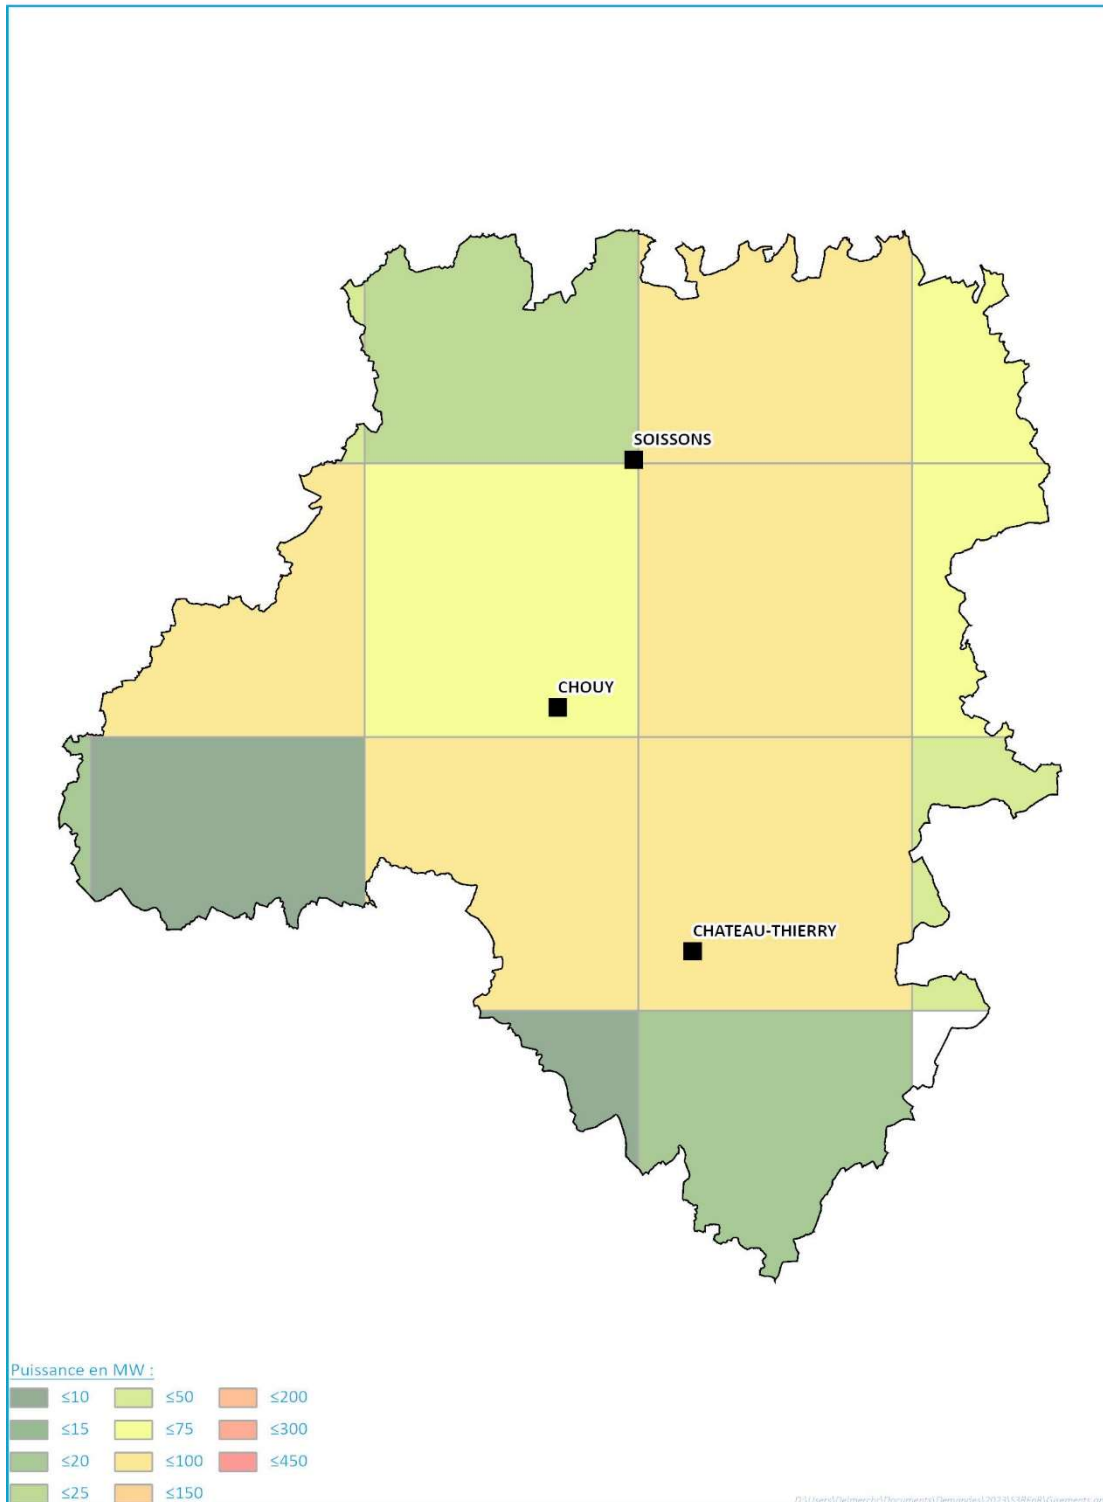 SOISSONS
CHOUY
CHATEAU-THIERRY
Puissance en MW :
≤10 ≤50 ≤200
≤15 ≤75 ≤300
≤20 ≤100 ≤450
≤25 ≤150